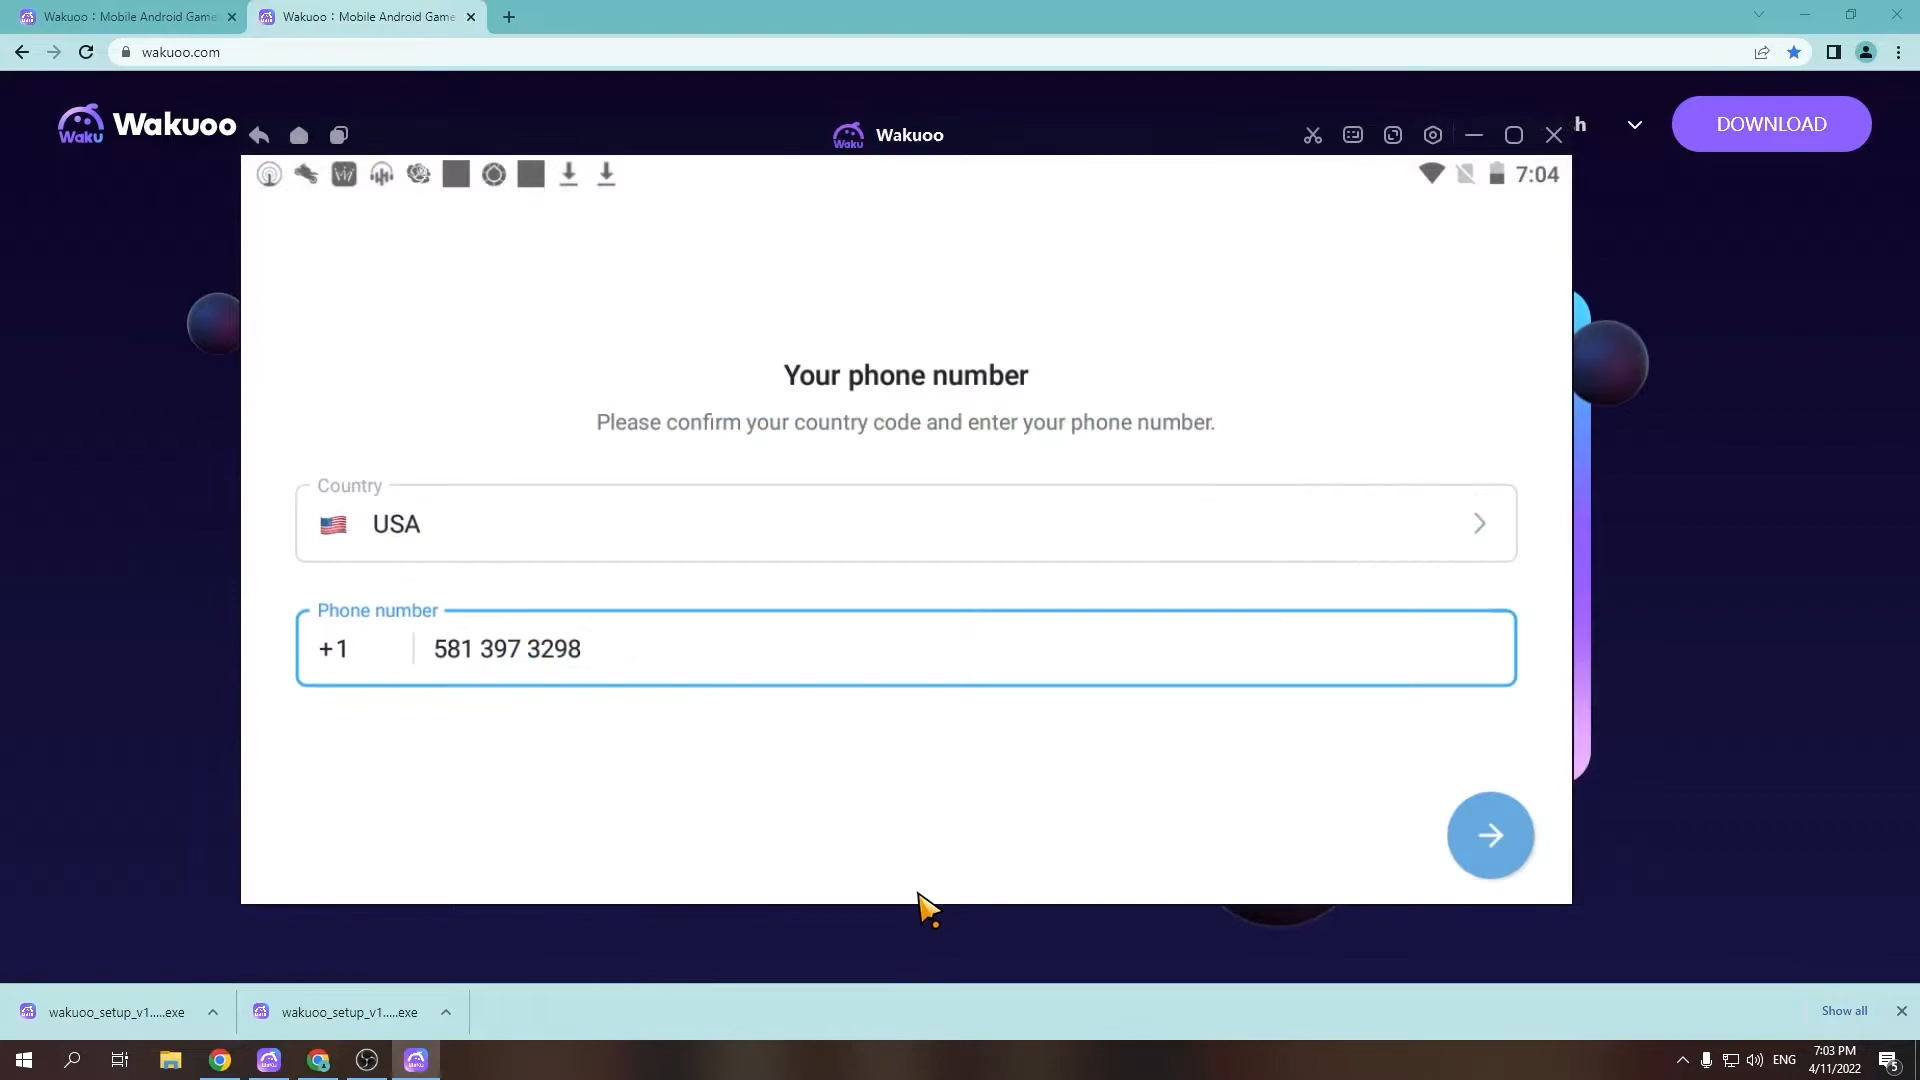 Wakuoo : Mobile Android Game
Wakuoo : Mobile Android Game
wakuoo.com
Waku
Wakuoo
Waku
Wakuoo
h
DOWNLOAD
7:04
Your phone number
Please confirm your country code and enter your phone number.
Country
USA
Phone number
+1
581 397 3298
wakuoo_setup_v1.....exe
wakuoo_setup_v1.....exe
Show all
ENG
7:03 PM
4/11/2022
5